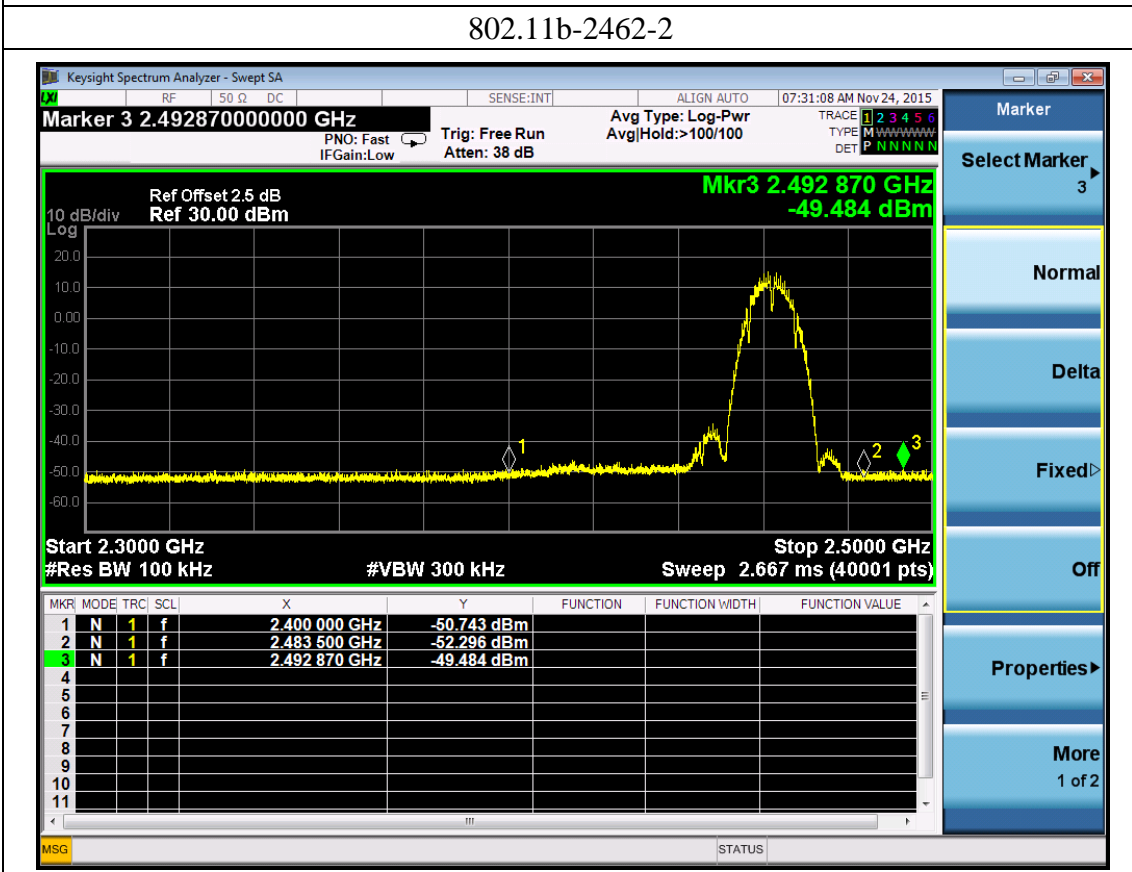 802.11b-2462-2
Keysight Spectrum Analyzer - Swept SA
LXI RF 50 Ω DC SENSE:INT ALIGN AUTO 07:31:08 AM Nov 24, 2015
Marker 3 2.492870000000 GHz
PNO: Fast
IFGain:Low
Trig: Free Run
Atten: 38 dB
Avg Type: Log-Pwr
Avg|Hold:>100/100
TRACE 1 2 3 4 5 6
TYPE M WWWWW
DET P N N N N N
Mkr3 2.492 870 GHz
-49.484 dBm
Ref Offset 2.5 dB
10 dB/div Ref 30.00 dBm
Log
20.0
10.0
0.00
-10.0
-20.0
-30.0
-40.0
-50.0
-60.0
1
2
3
Start 2.3000 GHz Stop 2.5000 GHz
#Res BW 100 kHz #VBW 300 kHz Sweep 2.667 ms (40001 pts)
MKR MODE TRC SCL X Y FUNCTION FUNCTION WIDTH FUNCTION VALUE
1 N 1 f 2.400 000 GHz -50.743 dBm
2 N 1 f 2.483 500 GHz -52.296 dBm
3 N 1 f 2.492 870 GHz -49.484 dBm
4
5
6
7
8
9
10
11
MSG STATUS
Marker
Select Marker
3
Normal
Delta
Fixed
Off
Properties
More
1 of 2